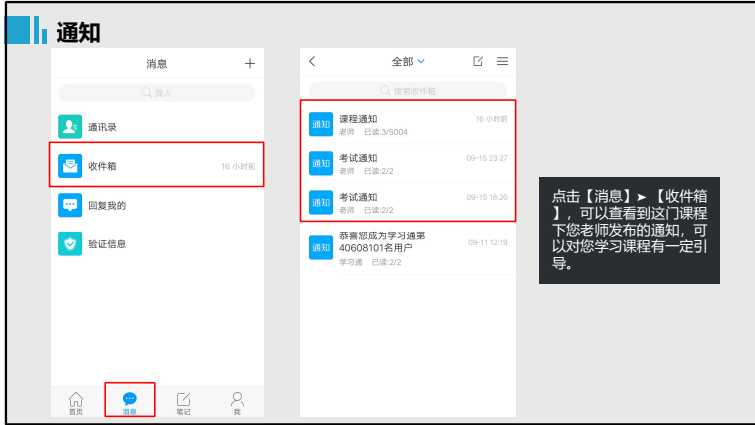 通知
消息
找人
通讯录
收件箱
16 小时前
回复我的
验证信息
首页
消息
笔记
我
全部
搜索收件箱
通知
课程通知
16 小时前
老师 已读:3/5004
通知
考试通知
09-15 23:27
老师 已读:2/2
通知
考试通知
09-15 18:20
老师 已读:2/2
通知
恭喜您成为学习通第
40608101名用户
09-11 12:19
学习通 已读:2/2
点击【消息】➤【收件箱
】，可以查看到这门课程
下您老师发布的通知，可
以对您学习课程有一定引
导。